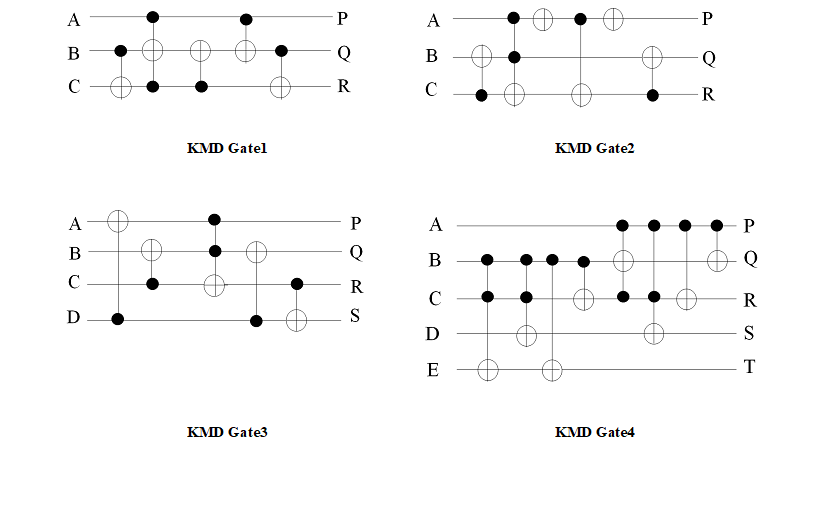 A P A P
B Q B Q
C R C R
KMD Gate1 KMD Gate2
A P A P
B Q B Q
C R C R
D S D S
E T
KMD Gate3 KMD Gate4